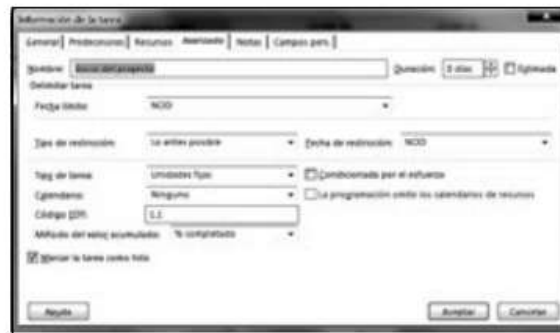 Información de la tarea
General Predecesoras Recursos Avanzado Notas Campos pers.
Nombre: Inicio del proyecto Duración: 0 días Estimada
Delimitar tarea
Fecha límite: NOD
Tipo de restricción: Lo antes posible Fecha de restricción: NOD
Tipo de tarea: Unidades fijas Condicionada por el esfuerzo
Calendario: Ninguno La programación omite los calendarios de recursos
Código EDT: 1.1
Método del valor acumulado: % completado
Marcar la tarea como hito
Ayuda Aceptar Cancelar